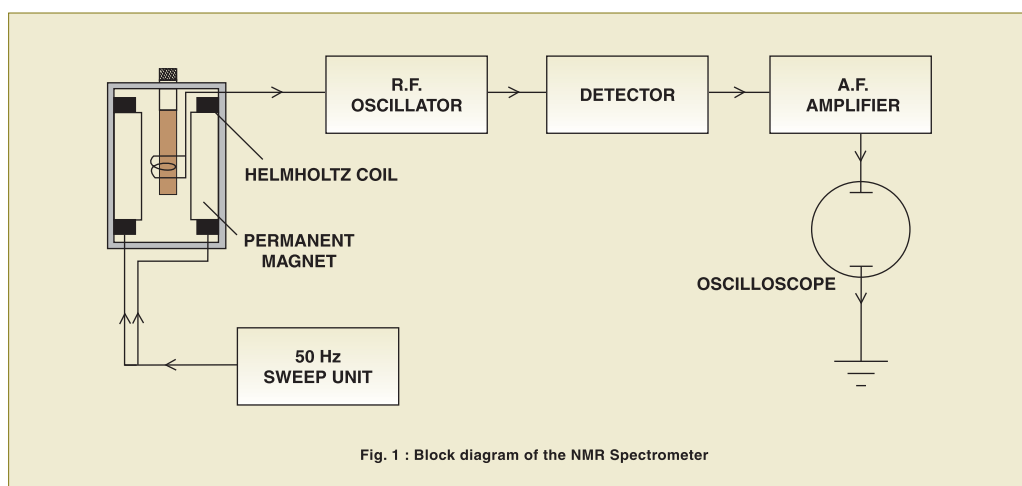 R.F.
OSCILLATOR
DETECTOR
A.F.
AMPLIFIER
HELMHOLTZ COIL
PERMANENT
MAGNET
OSCILLOSCOPE
50 Hz
SWEEP UNIT
Fig. 1 : Block diagram of the NMR Spectrometer